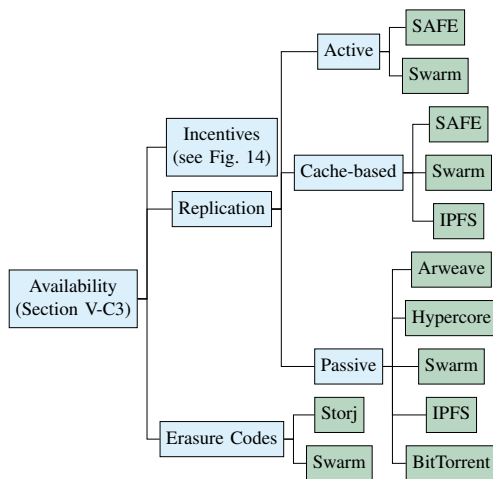 SAFE
Active
Swarm
Incentives
(see Fig. 14)
SAFE
Cache-based
Swarm
Replication
IPFS
Availability
(Section V-C3)
Arweave
Hypercore
Passive
Swarm
IPFS
BitTorrent
Erasure Codes
Storj
Swarm